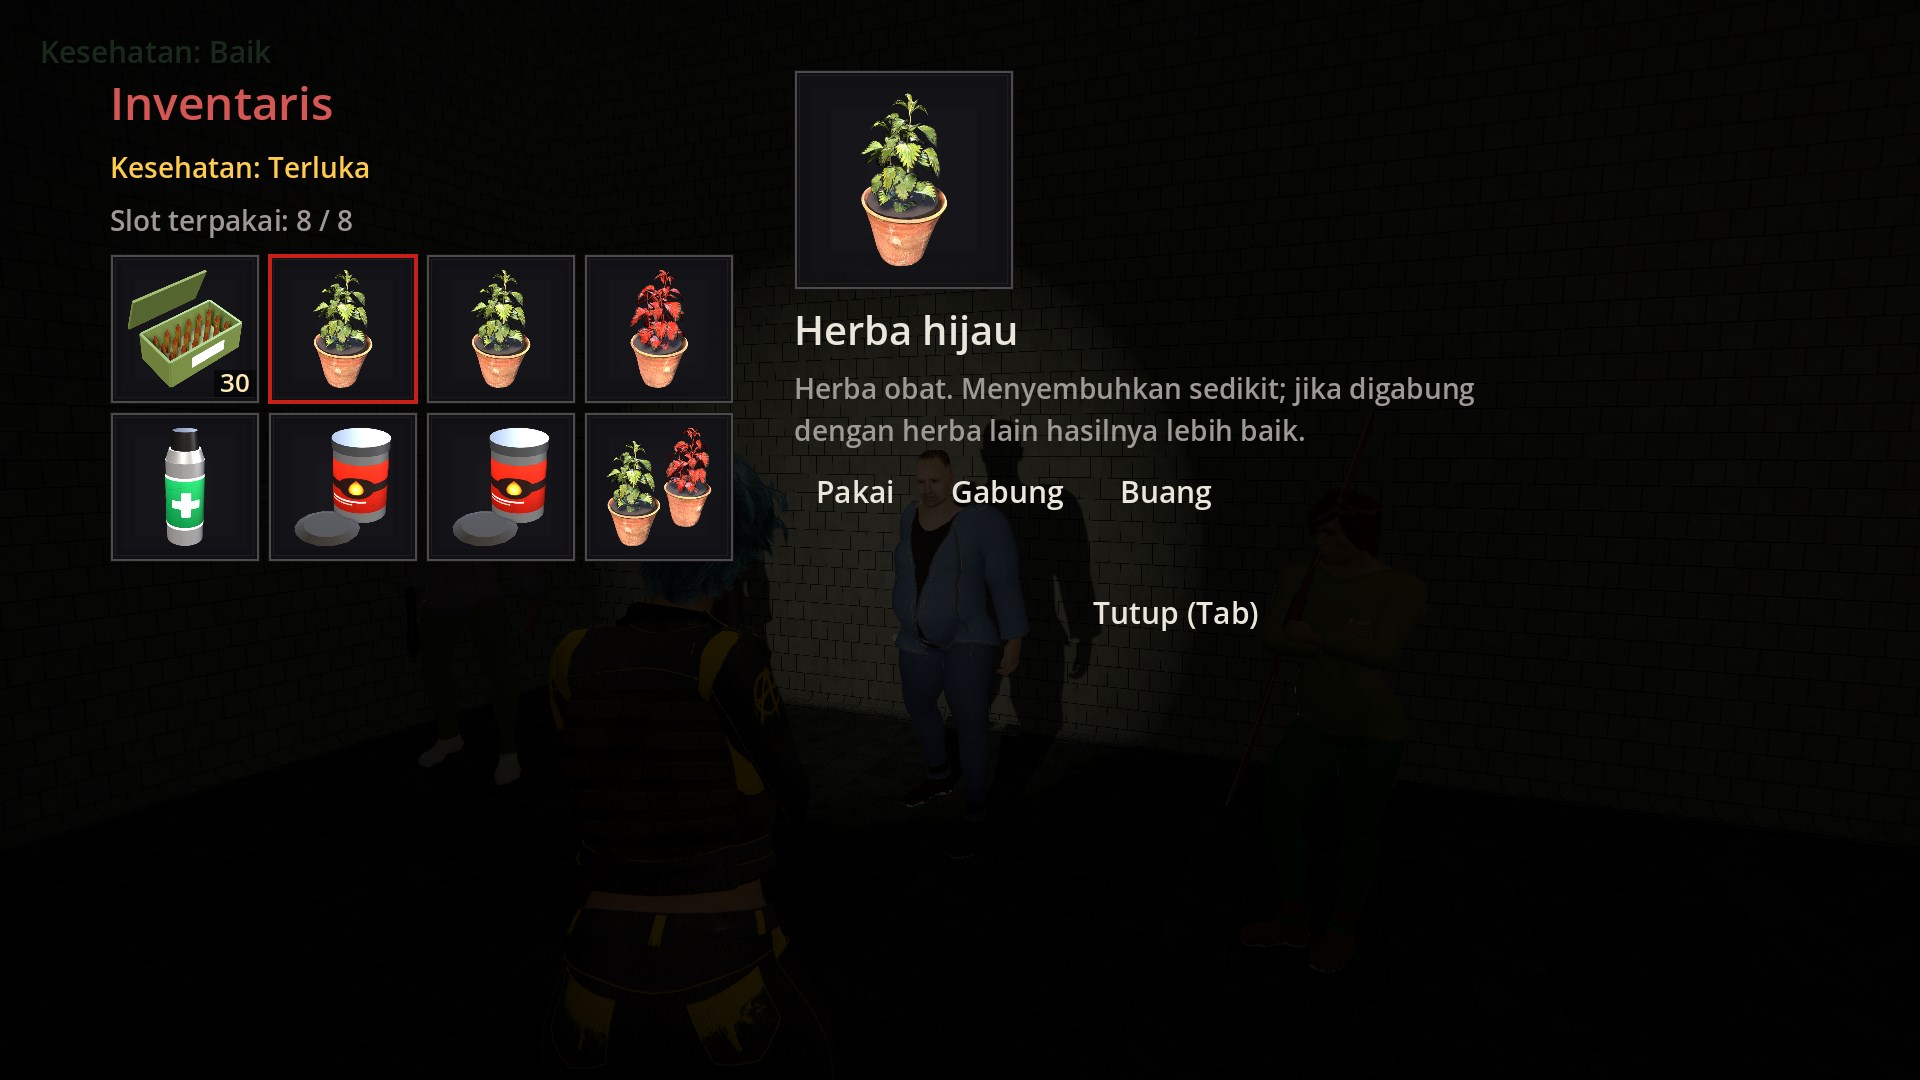 Kesehatan: Baik
Inventaris
Kesehatan: Terluka
Slot terpakai: 8 / 8
30
Herba hijau
Herba obat. Menyembuhkan sedikit; jika digabung
dengan herba lain hasilnya lebih baik.
Pakai Gabung Buang
Tutup (Tab)